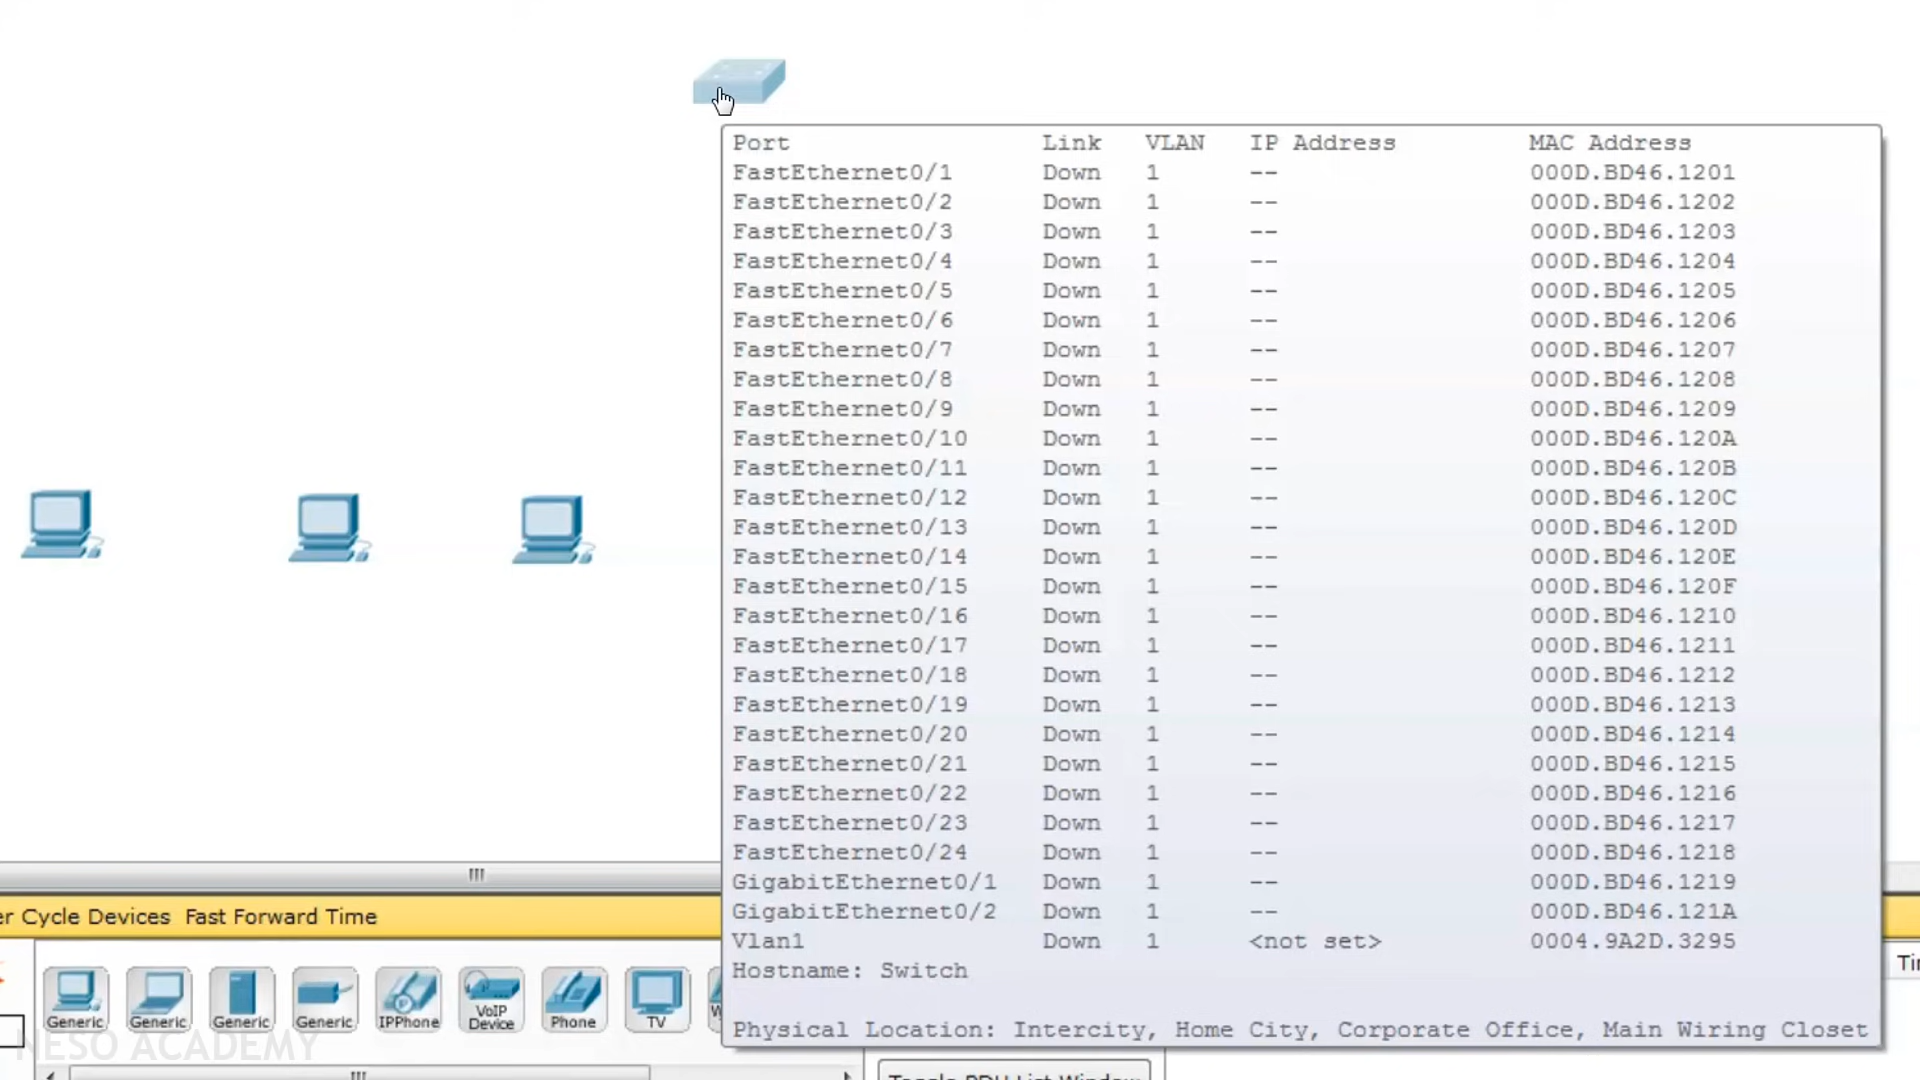 Port Link VLAN IP Address MAC Address
FastEthernet0/1 Down 1 -- 000D.BD46.1201
FastEthernet0/2 Down 1 -- 000D.BD46.1202
FastEthernet0/3 Down 1 -- 000D.BD46.1203
FastEthernet0/4 Down 1 -- 000D.BD46.1204
FastEthernet0/5 Down 1 -- 000D.BD46.1205
FastEthernet0/6 Down 1 -- 000D.BD46.1206
FastEthernet0/7 Down 1 -- 000D.BD46.1207
FastEthernet0/8 Down 1 -- 000D.BD46.1208
FastEthernet0/9 Down 1 -- 000D.BD46.1209
FastEthernet0/10 Down 1 -- 000D.BD46.120A
FastEthernet0/11 Down 1 -- 000D.BD46.120B
FastEthernet0/12 Down 1 -- 000D.BD46.120C
FastEthernet0/13 Down 1 -- 000D.BD46.120D
FastEthernet0/14 Down 1 -- 000D.BD46.120E
FastEthernet0/15 Down 1 -- 000D.BD46.120F
FastEthernet0/16 Down 1 -- 000D.BD46.1210
FastEthernet0/17 Down 1 -- 000D.BD46.1211
FastEthernet0/18 Down 1 -- 000D.BD46.1212
FastEthernet0/19 Down 1 -- 000D.BD46.1213
FastEthernet0/20 Down 1 -- 000D.BD46.1214
FastEthernet0/21 Down 1 -- 000D.BD46.1215
FastEthernet0/22 Down 1 -- 000D.BD46.1216
FastEthernet0/23 Down 1 -- 000D.BD46.1217
FastEthernet0/24 Down 1 -- 000D.BD46.1218
GigabitEthernet0/1 Down 1 -- 000D.BD46.1219
GigabitEthernet0/2 Down 1 -- 000D.BD46.121A
Vlan1 Down 1 <not set> 0004.9A2D.3295
Hostname: Switch
Physical Location: Intercity, Home City, Corporate Office, Main Wiring Closet
er Cycle Devices Fast Forward Time
Generic Generic Generic Generic IPPhone VoIP Device Phone TV
NESO ACADEMY